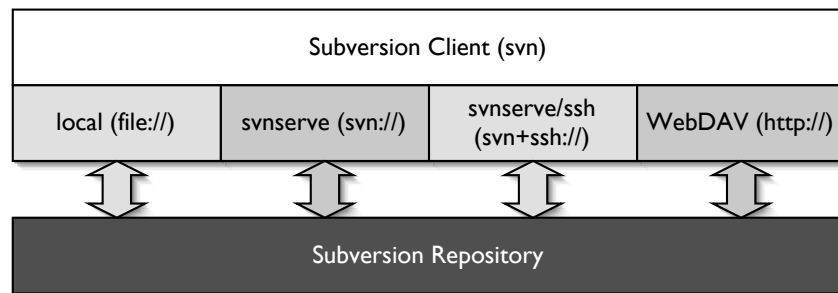 Subversion Client (svn)
local (file://)
svnserve (svn://)
svnserve/ssh
(svn+ssh://)
WebDAV (http://)
Subversion Repository